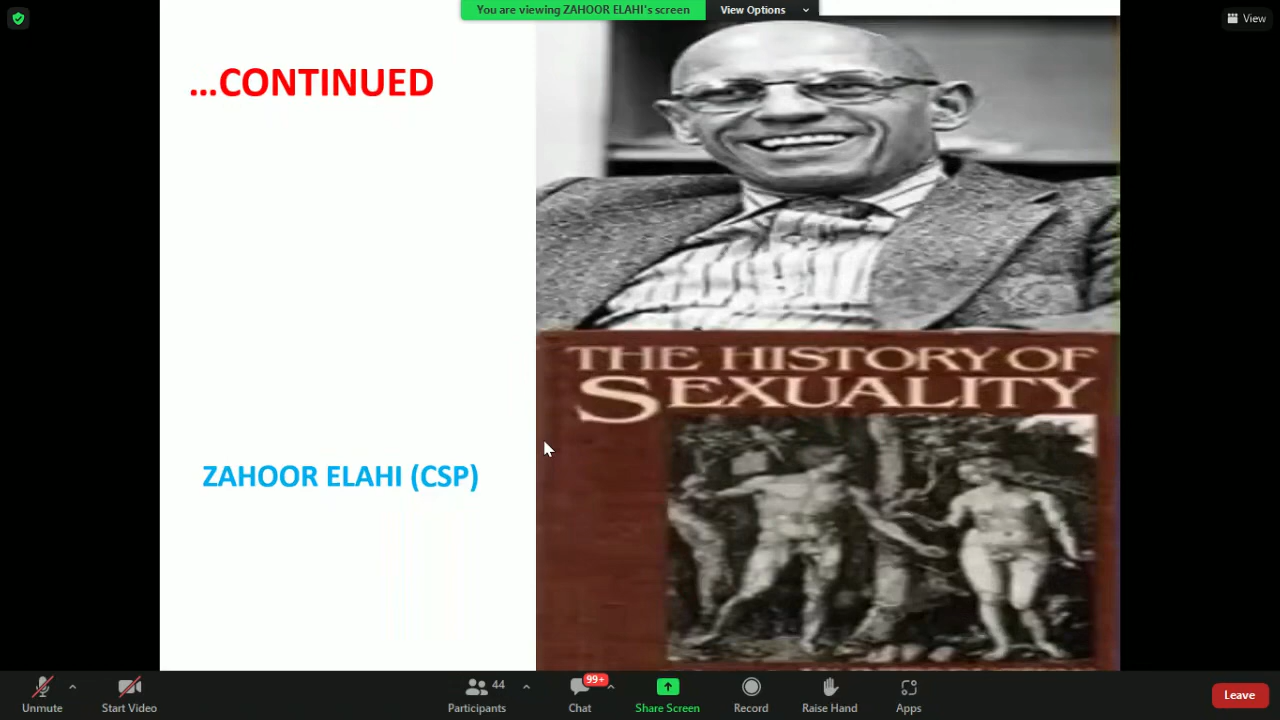 You are viewing ZAHOOR ELAHI's screen
View Options
View
...CONTINUED
THE HISTORY OF
SEXUALITY
ZAHOOR ELAHI (CSP)
Unmute
Start Video
44
Participants
99+
Chat
Share Screen
Record
Raise Hand
Apps
Leave